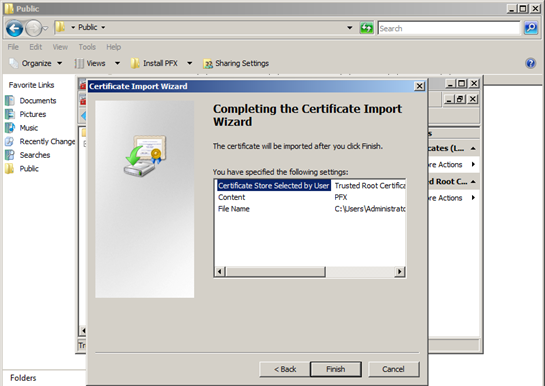 Public
Public
Search
File Edit View Tools Help
Organize Views Install PFX Sharing Settings
Favorite Links
Documents
Pictures
Music
Recently Change
Searches
Public
Folders
Certificate Import Wizard
Completing the Certificate Import
Wizard
The certificate will be imported after you click Finish.
You have specified the following settings:
Certificate Store Selected by User Trusted Root Certifica
Content PFX
File Name C:\Users\Administrato
< Back Finish Cancel
cates (L...
ore Actions
ed Root C...
ore Actions